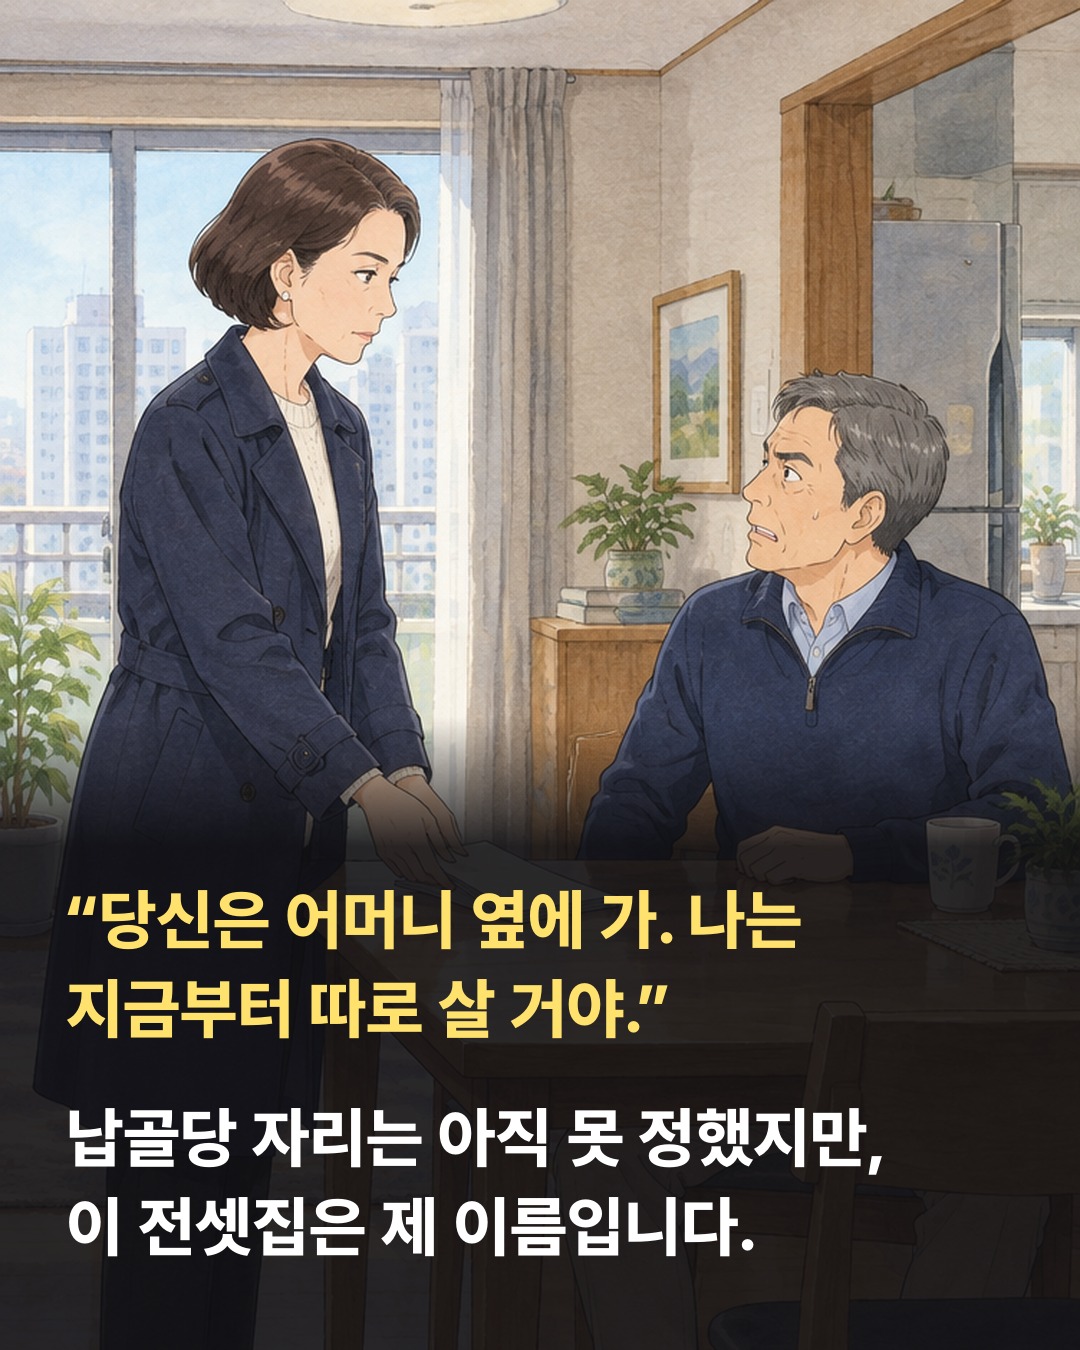 “당신은 어머니 옆에 가. 나는
지금부터 따로 살 거야.”
납골당 자리는 아직 못 정했지만,
이 전셋집은 제 이름입니다.